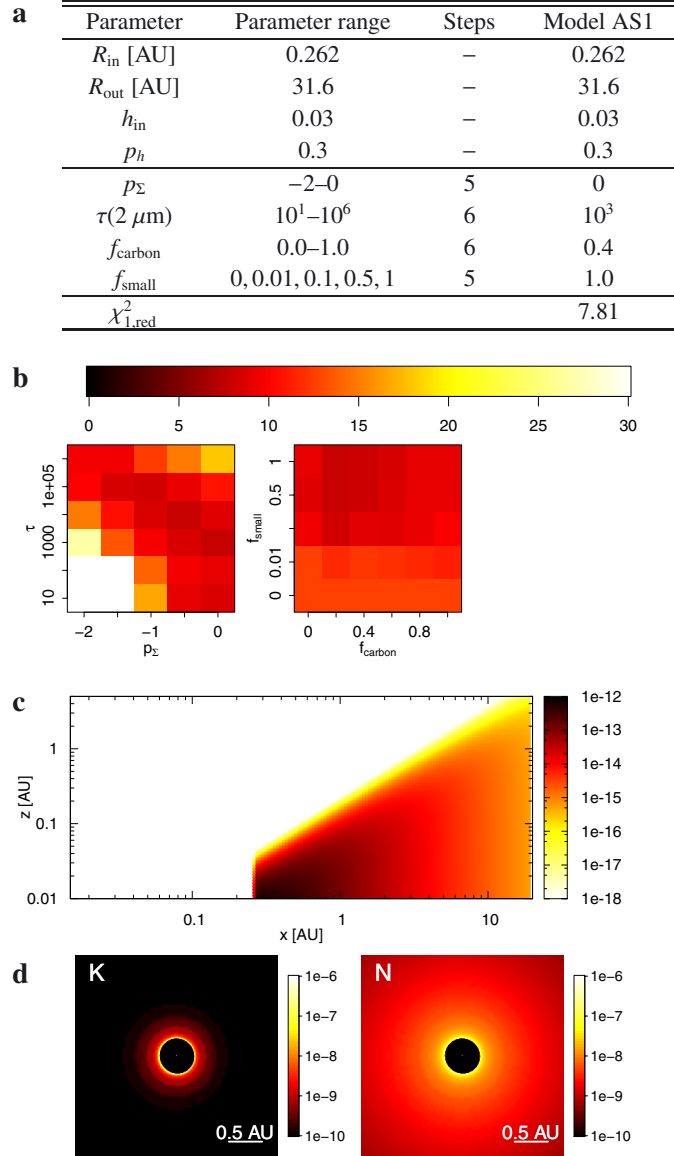 a
Parameter Parameter range Steps Model AS1
R_in [AU] 0.262 – 0.262
R_out [AU] 31.6 – 31.6
h_in 0.03 – 0.03
p_h 0.3 – 0.3
p_Σ −2–0 5 0
τ(2 μm) 10^1–10^6 6 10^3
f_carbon 0.0–1.0 6 0.4
f_small 0, 0.01, 0.1, 0.5, 1 5 1.0
χ^2_1,red 7.81
b
0 5 10 15 20 25 30
τ
1e+05
1000
10
−2 −1 0
p_Σ
f_small
1
0.5
0.01
0
0 0.4 0.8
f_carbon
c
z [AU]
1
0.1
0.01
0.1 1 10
x [AU]
1e-12
1e-13
1e-14
1e-15
1e-16
1e-17
1e-18
d
K
0.5 AU
1e-6
1e-7
1e-8
1e-9
1e-10
N
0.5 AU
1e-6
1e-7
1e-8
1e-9
1e-10